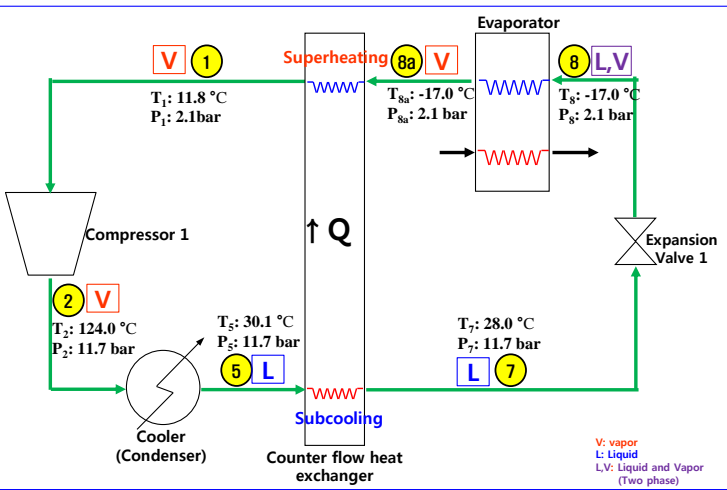 Evaporator
V 1
Superheating
8a V
8 L,V
T1: 11.8 °C
P1: 2.1bar
T8a: -17.0 °C
P8a: 2.1 bar
T8: -17.0 °C
P8: 2.1 bar
Compressor 1
↑ Q
Expansion
Valve 1
2 V
T2: 124.0 °C
P2: 11.7 bar
T5: 30.1 °C
P5: 11.7 bar
5 L
T7: 28.0 °C
P7: 11.7 bar
L 7
Subcooling
Cooler
(Condenser)
Counter flow heat
exchanger
V: vapor
L: Liquid
L,V: Liquid and Vapor
(Two phase)